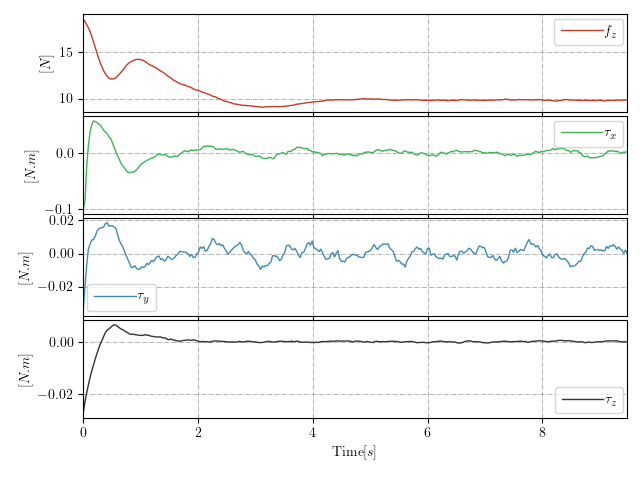 [N]
15
10
f_z
[N.m]
0.0
−0.1
τ_x
[N.m]
0.02
0.00
−0.02
τ_y
[N.m]
0.00
−0.02
τ_z
0 2 4 6 8
Time[s]